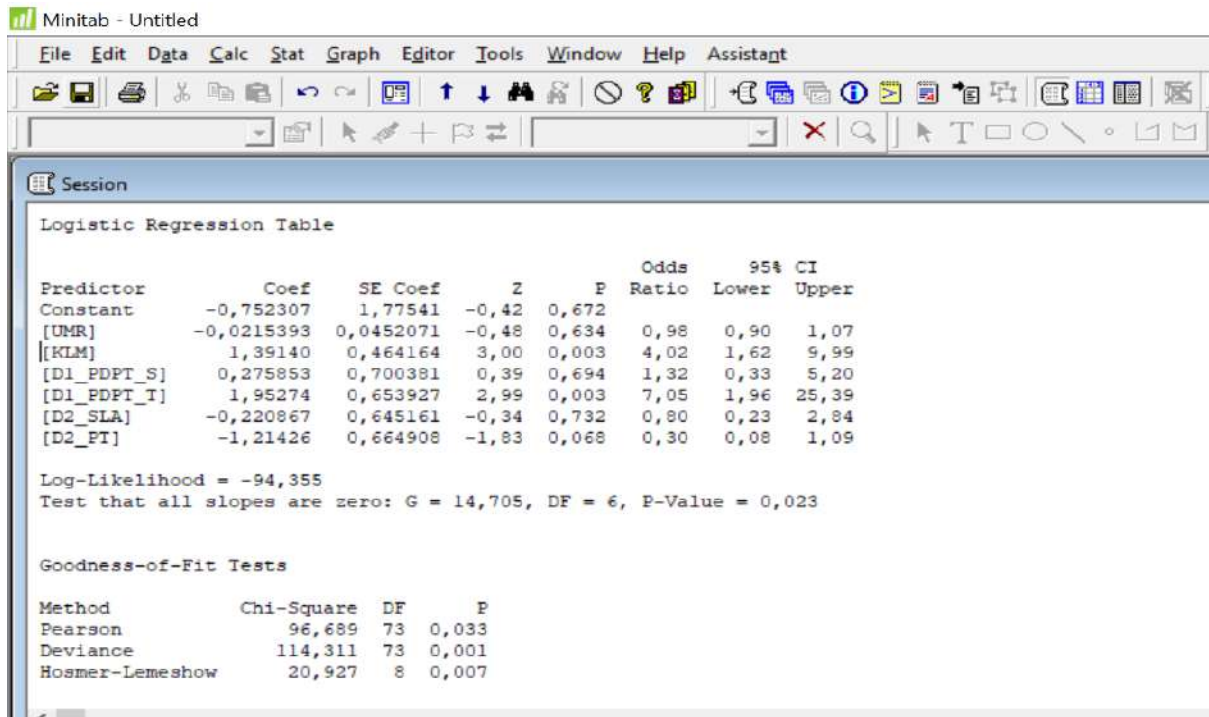 Minitab - Untitled
File Edit Data Calc Stat Graph Editor Tools Window Help Assistant
Session
Logistic Regression Table
Odds 95% CI
Predictor Coef SE Coef Z P Ratio Lower Upper
Constant -0,752307 1,77541 -0,42 0,672
[UMR] -0,0215393 0,0452071 -0,48 0,634 0,98 0,90 1,07
[KLM] 1,39140 0,464164 3,00 0,003 4,02 1,62 9,99
[D1_PDPT_S] 0,275853 0,700381 0,39 0,694 1,32 0,33 5,20
[D1_PDPT_T] 1,95274 0,653927 2,99 0,003 7,05 1,96 25,39
[D2_SLA] -0,220867 0,645161 -0,34 0,732 0,80 0,23 2,84
[D2_PT] -1,21426 0,664908 -1,83 0,068 0,30 0,08 1,09
Log-Likelihood = -94,355
Test that all slopes are zero: G = 14,705, DF = 6, P-Value = 0,023
Goodness-of-Fit Tests
Method Chi-Square DF P
Pearson 96,689 73 0,033
Deviance 114,311 73 0,001
Hosmer-Lemeshow 20,927 8 0,007